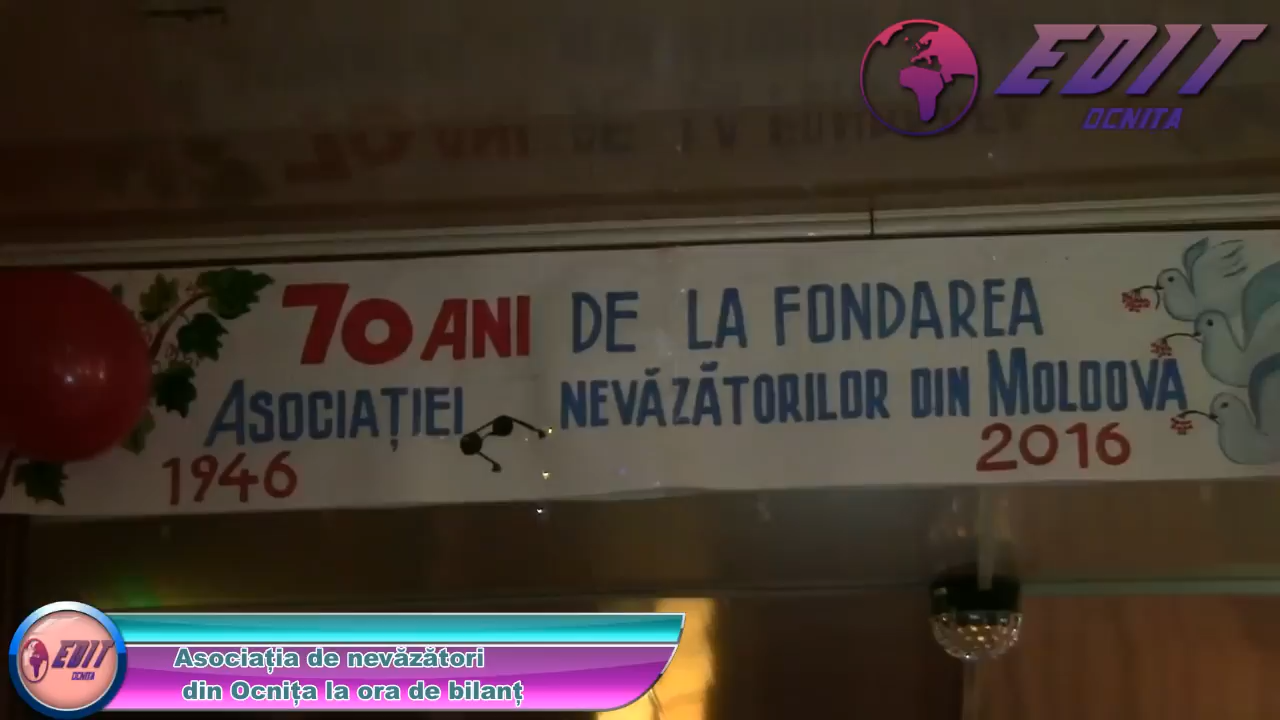 EDIT
OCNITA
70 ANI DE LA FONDAREA
ASOCIAȚIEI NEVĂZĂTORILOR DIN MOLDOVA
1946
2016
EDIT
OCNITA
Asociația de nevăzători
din Ocnița la ora de bilanț